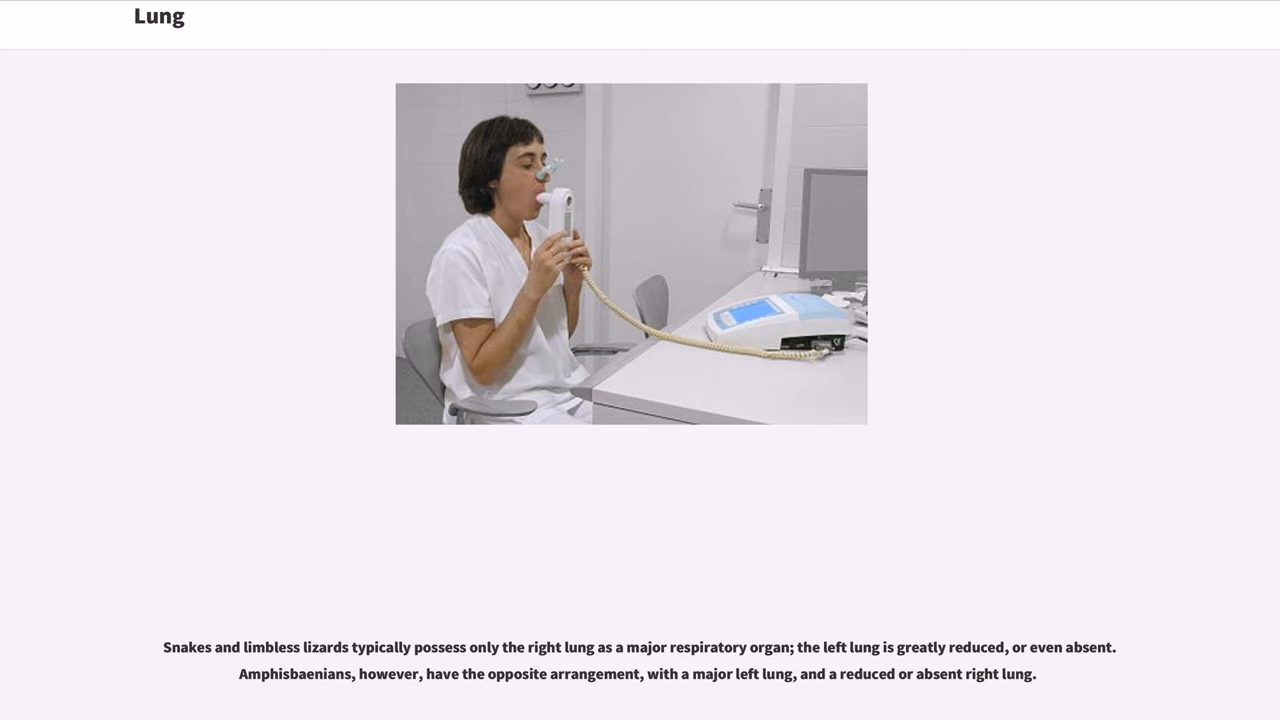 Lung
Snakes and limbless lizards typically possess only the right lung as a major respiratory organ; the left lung is greatly reduced, or even absent.
Amphisbaenians, however, have the opposite arrangement, with a major left lung, and a reduced or absent right lung.